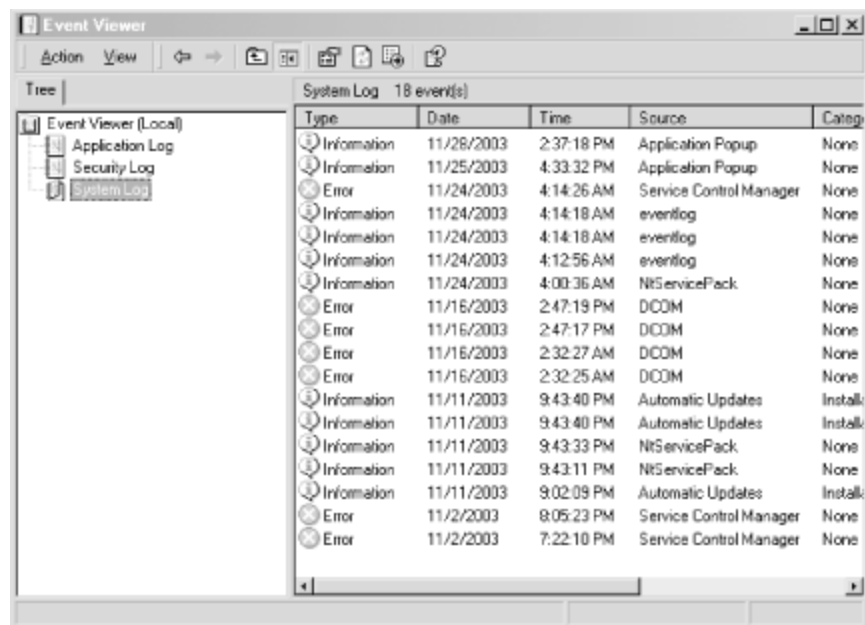 Event Viewer
Action View
Tree
System Log 18 event(s)
Event Viewer (Local)
Application Log
Security Log
System Log
Type Date Time Source Categ
Information 11/28/2003 2:37:18 PM Application Popup None
Information 11/25/2003 4:33:32 PM Application Popup None
Error 11/24/2003 4:14:26 AM Service Control Manager None
Information 11/24/2003 4:14:18 AM eventlog None
Information 11/24/2003 4:14:18 AM eventlog None
Information 11/24/2003 4:12:56 AM eventlog None
Information 11/24/2003 4:00:36 AM NtServicePack None
Error 11/16/2003 2:47:19 PM DCOM None
Error 11/16/2003 2:47:17 PM DCOM None
Error 11/16/2003 2:32:27 AM DCOM None
Error 11/16/2003 2:32:25 AM DCOM None
Information 11/11/2003 9:43:40 PM Automatic Updates Installa
Information 11/11/2003 9:43:40 PM Automatic Updates Installa
Information 11/11/2003 9:43:33 PM NtServicePack None
Information 11/11/2003 9:43:11 PM NtServicePack None
Information 11/11/2003 9:02:09 PM Automatic Updates Installa
Error 11/2/2003 8:05:23 PM Service Control Manager None
Error 11/2/2003 7:22:10 PM Service Control Manager None